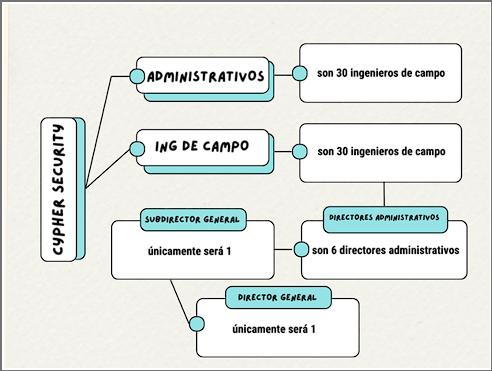 CYPHER SECURITY
ADMINISTRATIVOS
son 30 ingenieros de campo
ING DE CAMPO
son 30 ingenieros de campo
SUBDIRECTOR GENERAL
únicamente será 1
DIRECTORES ADMINISTRATIVOS
son 6 directores administrativos
DIRECTOR GENERAL
únicamente será 1